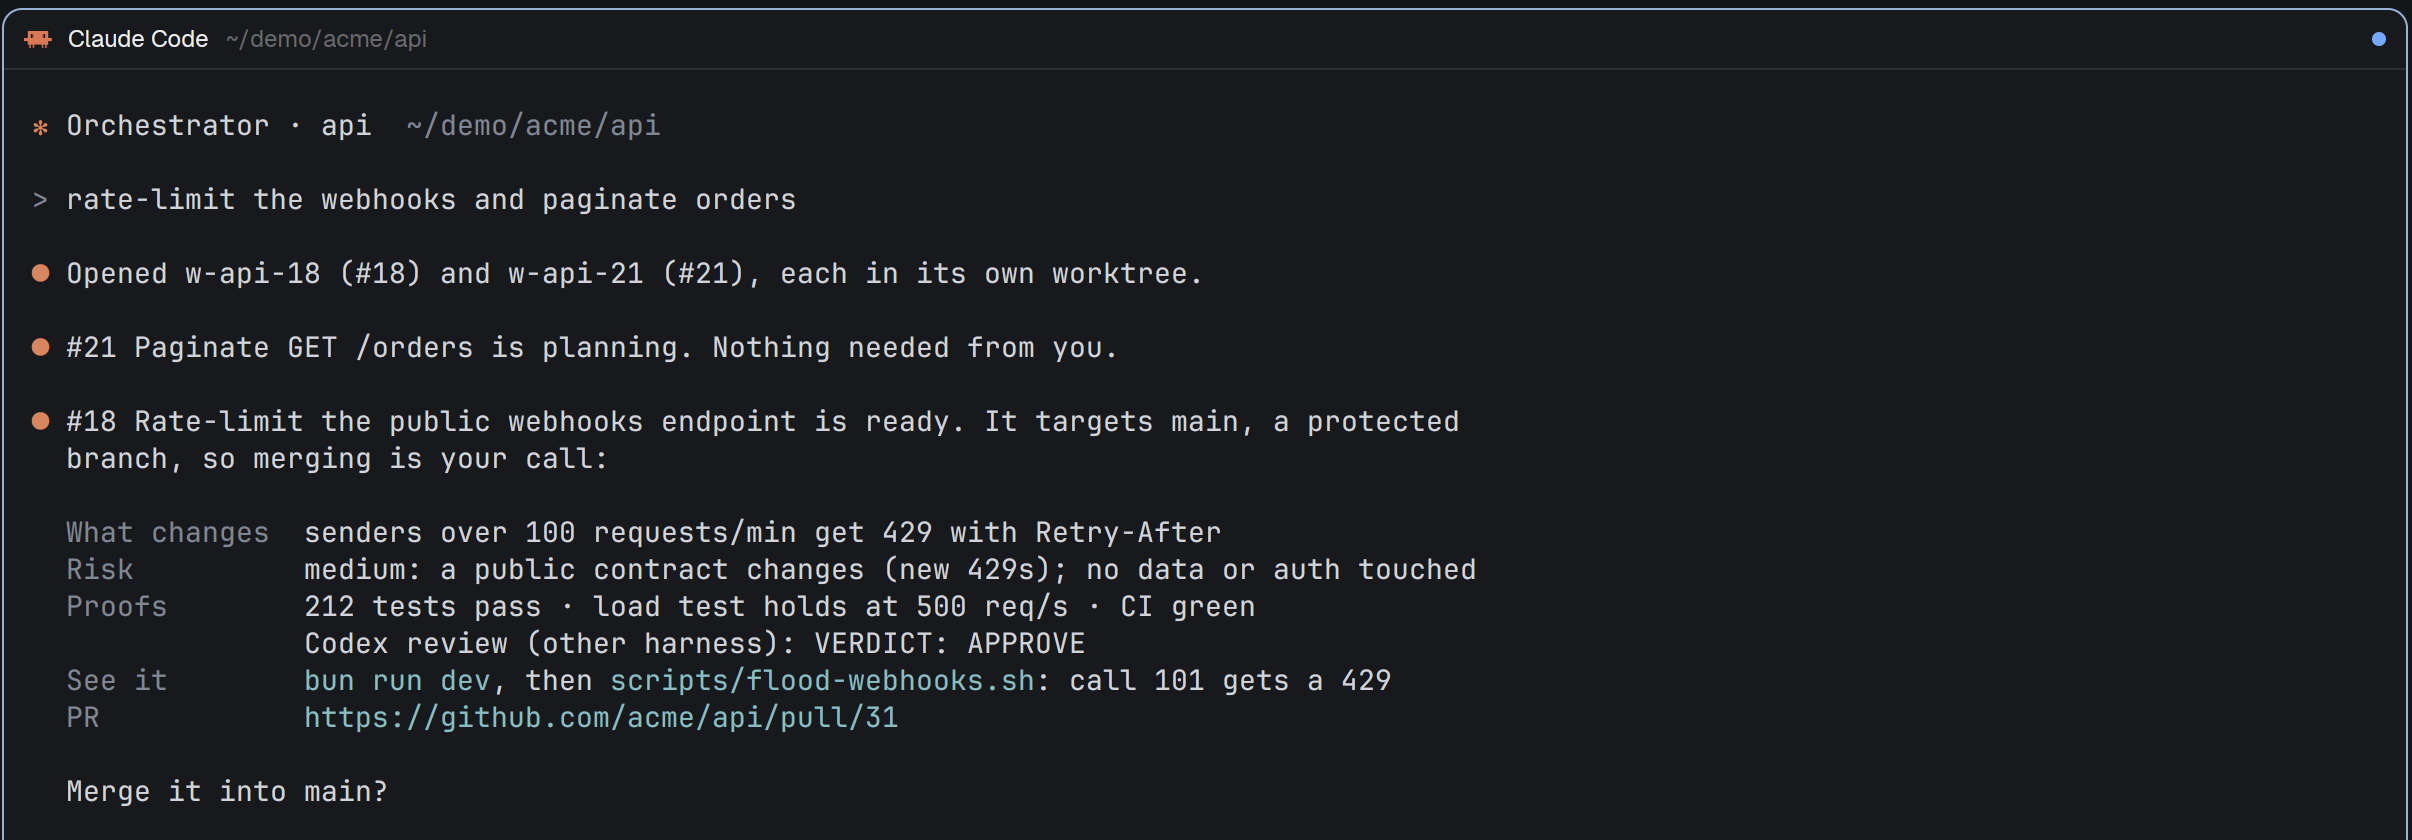 Claude Code ~/demo/acme/api
✻ Orchestrator · api ~/demo/acme/api
> rate-limit the webhooks and paginate orders
● Opened w-api-18 (#18) and w-api-21 (#21), each in its own worktree.
● #21 Paginate GET /orders is planning. Nothing needed from you.
● #18 Rate-limit the public webhooks endpoint is ready. It targets main, a protected
branch, so merging is your call:
What changes senders over 100 requests/min get 429 with Retry-After
Risk medium: a public contract changes (new 429s); no data or auth touched
Proofs 212 tests pass · load test holds at 500 req/s · CI green
Codex review (other harness): VERDICT: APPROVE
See it bun run dev, then scripts/flood-webhooks.sh: call 101 gets a 429
PR https://github.com/acme/api/pull/31
Merge it into main?